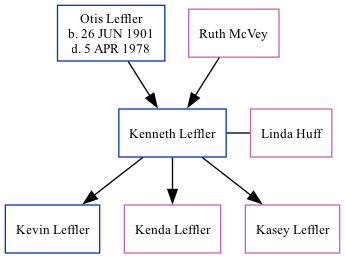 Otis Leffler
b. 26 JUN 1901
d. 5 APR 1978
Ruth McVey
Kenneth Leffler
Linda Huff
Kevin Leffler
Kenda Leffler
Kasey Leffler